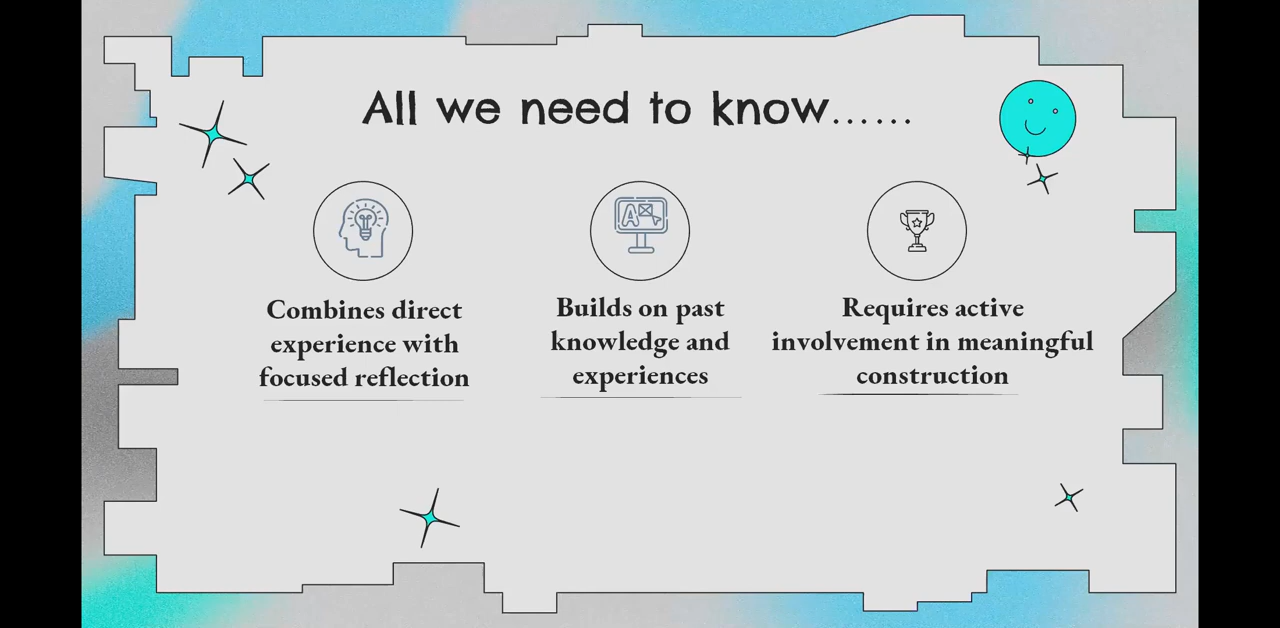 All we need to know......
Combines direct
experience with
focused reflection
Builds on past
knowledge and
experiences
Requires active
involvement in meaningful
construction
A